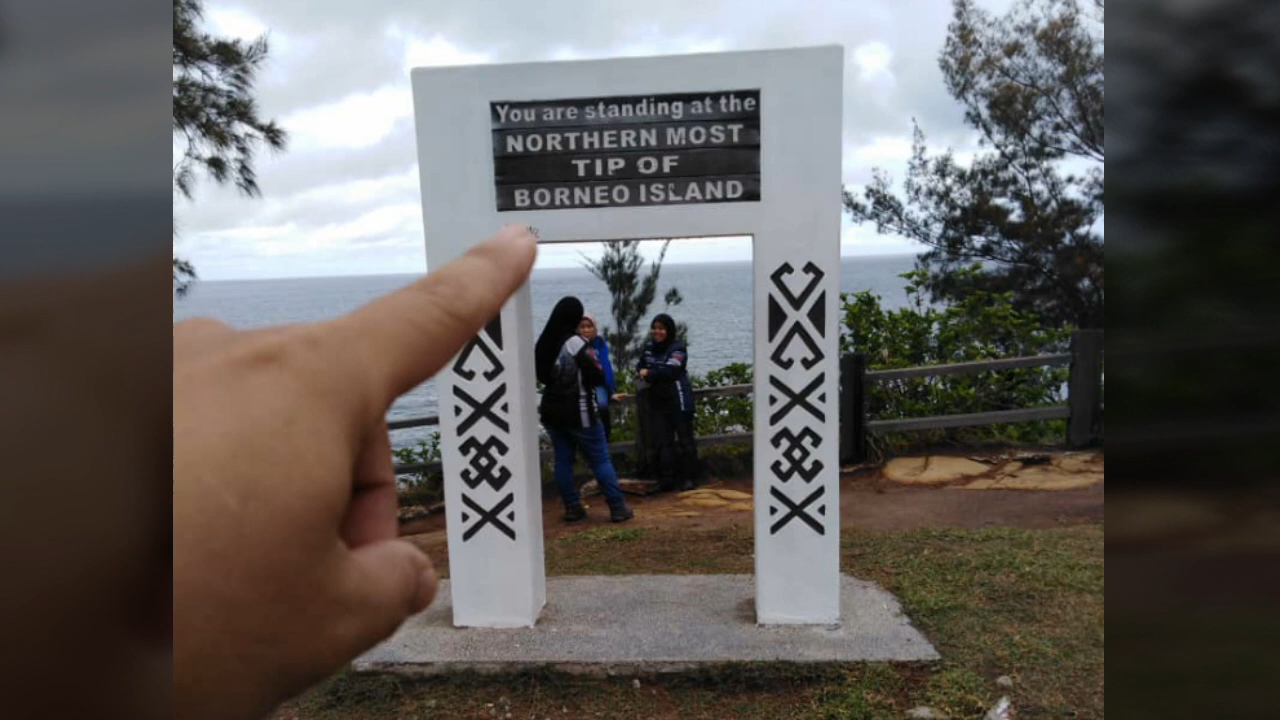 You are standing at the
NORTHERN MOST
TIP OF
BORNEO ISLAND